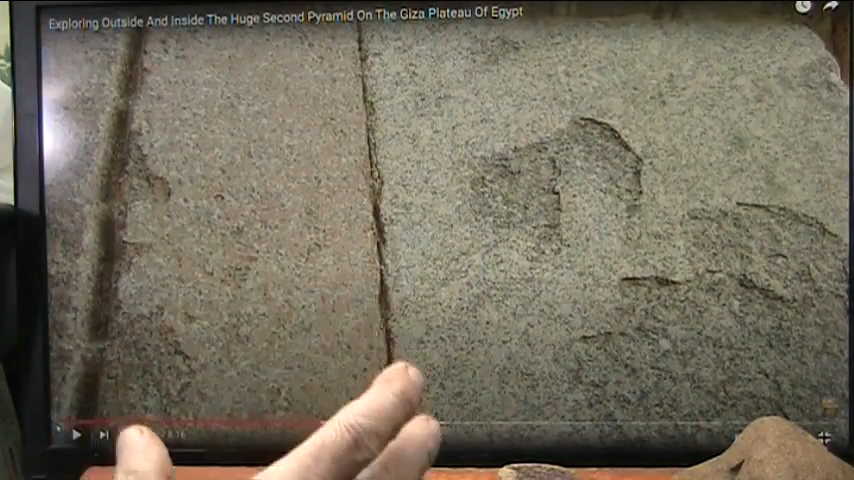 Exploring Outside And Inside The Huge Second Pyramid On The Giza Plateau Of Egypt